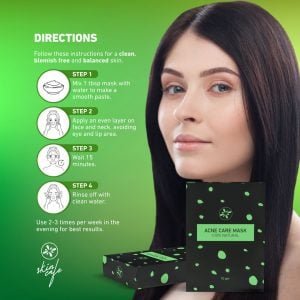 DIRECTIONS
Follow these instructions for a clean,
blemish free and balanced skin.
STEP 1
Mix 1 tbsp mask with
water to make a
smooth paste.
STEP 2
Apply an even layer on
face and neck, avoiding
eye and lip area.
STEP 3
Wait 15
minutes.
STEP 4
Rinse off with
clean water.
Use 2-3 times per week in the
evening for best results.
skin
cafe
ACNE CARE MASK
100% NATURAL